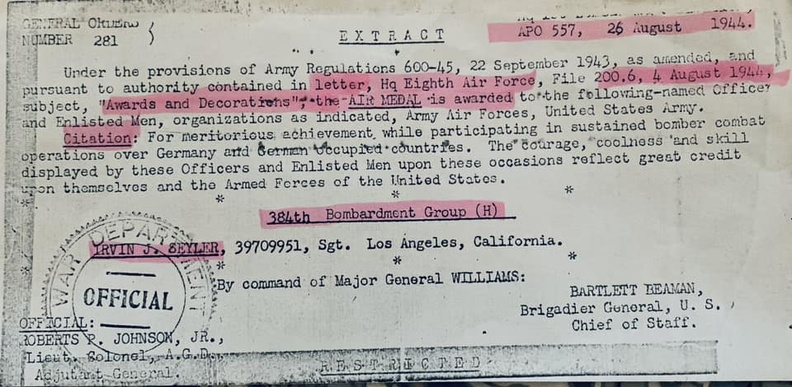 GENERAL ORDERS )
NUMBER 281 )
APO 557, 26 August 1944.
EXTRACT
Under the provisions of Army Regulations 600-45, 22 September 1943, as amended, and
pursuant to authority contained in letter, Hq Eighth Air Force, File 200.6, 4 August 1944,
subject, "Awards and Decorations", the AIR MEDAL is awarded to the following-named Officer
and Enlisted Men, organizations as indicated, Army Air Forces, United States Army.
Citation: For meritorious achievement while participating in sustained bomber combat
operations over Germany and German occupied countries. The courage, coolness and skill
displayed by these Officers and Enlisted Men upon these occasions reflect great credit
upon themselves and the Armed Forces of the United States.
* * *
384th Bombardment Group (H)
IRVIN J. SEYLER, 39709951, Sgt. Los Angeles, California.
* * *
By command of Major General WILLIAMS:
BARTLETT BEAMAN,
Brigadier General, U. S.
Chief of Staff.
WAR DEPARTMENT
OFFICIAL
OFFICIAL:
ROBERTS P. JOHNSON, JR.,
Lieut. Colonel, A.G.D.,
Adjutant General.
RESTRICTED